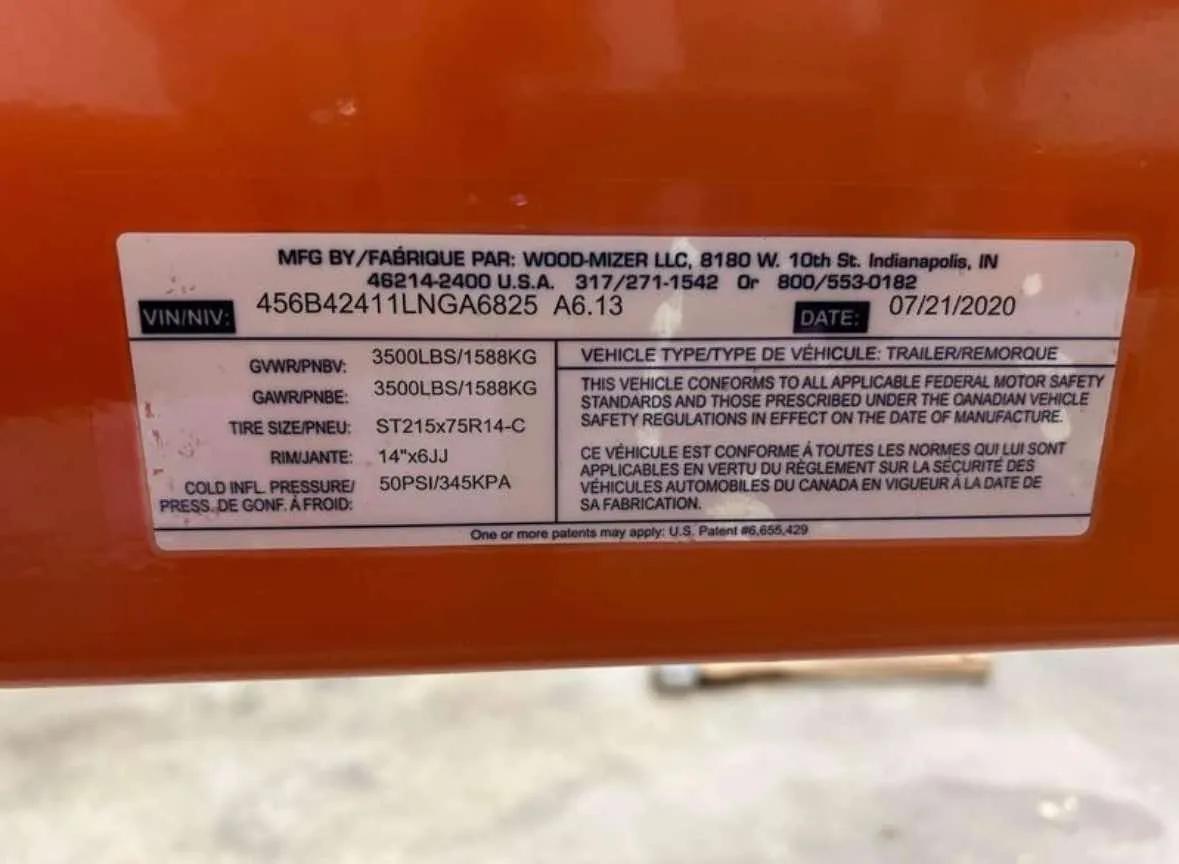 MFG BY/FABRIQUE PAR: WOOD-MIZER LLC, 8180 W. 10th St. Indianapolis, IN
46214-2400 U.S.A. 317/271-1542 Or 800/553-0182
VIN/NIV: 456B42411LNGA6825 A6.13 DATE: 07/21/2020
GVWR/PNBV: 3500LBS/1588KG
GAWR/PNBE: 3500LBS/1588KG
TIRE SIZE/PNEU: ST215x75R14-C
RIM/JANTE: 14"x6JJ
COLD INFL. PRESSURE/ 50PSI/345KPA
PRESS. DE GONF. À FROID:
VEHICLE TYPE/TYPE DE VÉHICULE: TRAILER/REMORQUE
THIS VEHICLE CONFORMS TO ALL APPLICABLE FEDERAL MOTOR SAFETY
STANDARDS AND THOSE PRESCRIBED UNDER THE CANADIAN VEHICLE
SAFETY REGULATIONS IN EFFECT ON THE DATE OF MANUFACTURE.
CE VÉHICULE EST CONFORME À TOUTES LES NORMES QUI LUI SONT
APPLICABLES EN VERTU DU RÈGLEMENT SUR LA SÉCURITÉ DES
VÉHICULES AUTOMOBILES DU CANADA EN VIGUEUR À LA DATE DE
SA FABRICATION.
One or more patents may apply: U.S. Patent #6,655,429